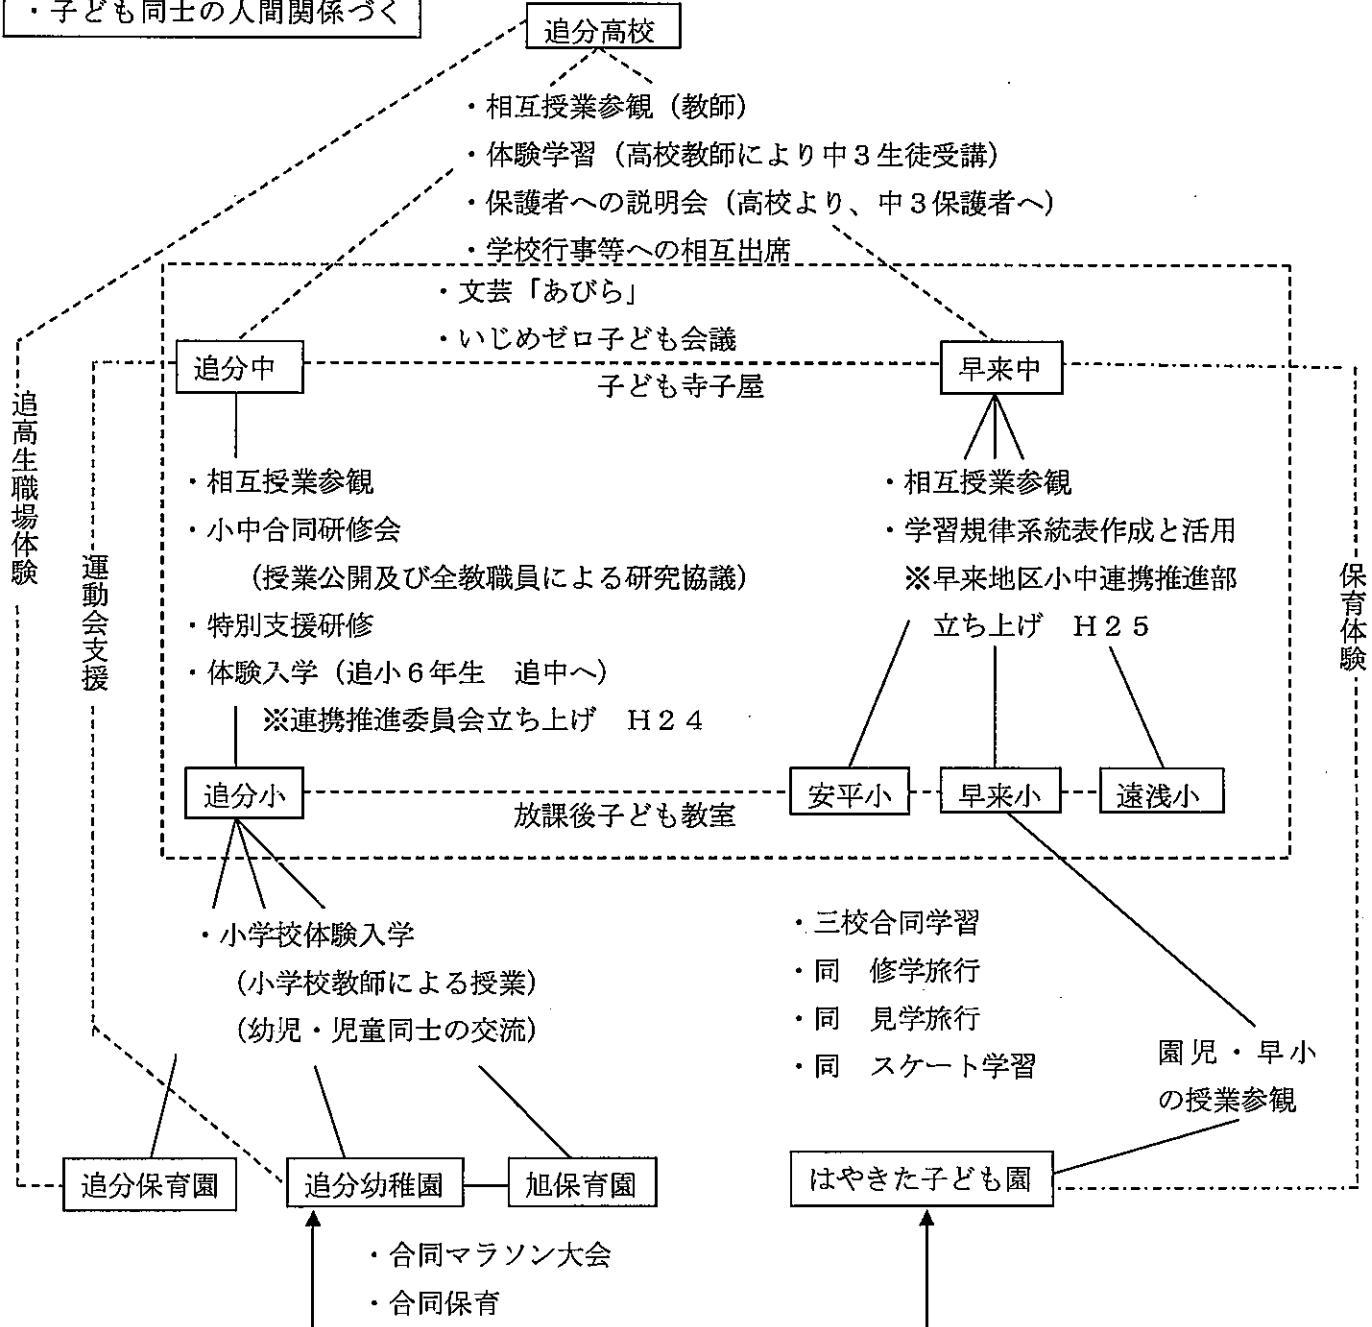 ・子ども同士の人間関係づく
追分高校
・相互授業参観（教師）
・体験学習（高校教師により中３生徒受講）
・保護者への説明会（高校より、中３保護者へ）
・学校行事等への相互出席
・文芸「あびら」
・いじめゼロ子ども会議
追分中
早来中
子ども寺子屋
追高生職場体験
運動会支援
保育体験
・相互授業参観
・小中合同研修会
（授業公開及び全教職員による研究協議）
・特別支援研修
・体験入学（追小６年生　追中へ）
※連携推進委員会立ち上げ　Ｈ２４
・相互授業参観
・学習規律系統表作成と活用
※早来地区小中連携推進部
立ち上げ　Ｈ２５
追分小
安平小
早来小
遠浅小
放課後子ども教室
・小学校体験入学
（小学校教師による授業）
（幼児・児童同士の交流）
・三校合同学習
・同　修学旅行
・同　見学旅行
・同　スケート学習
園児・早小
の授業参観
追分保育園
追分幼稚園
旭保育園
はやきた子ども園
・合同マラソン大会
・合同保育